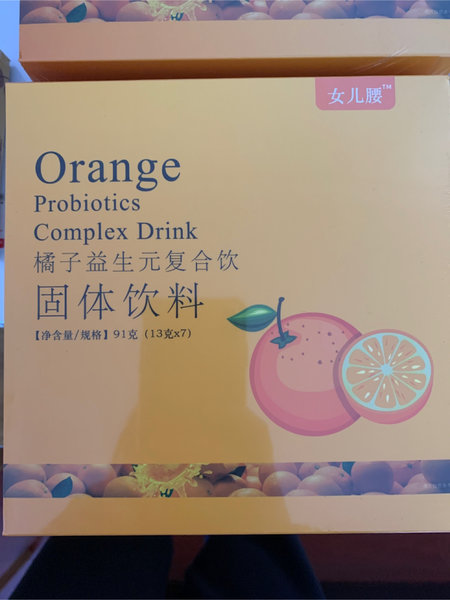 女儿腰™
Orange
Probiotics
Complex Drink
橘子益生元复合饮
固体饮料
【净含量/规格】91克（13克x7）